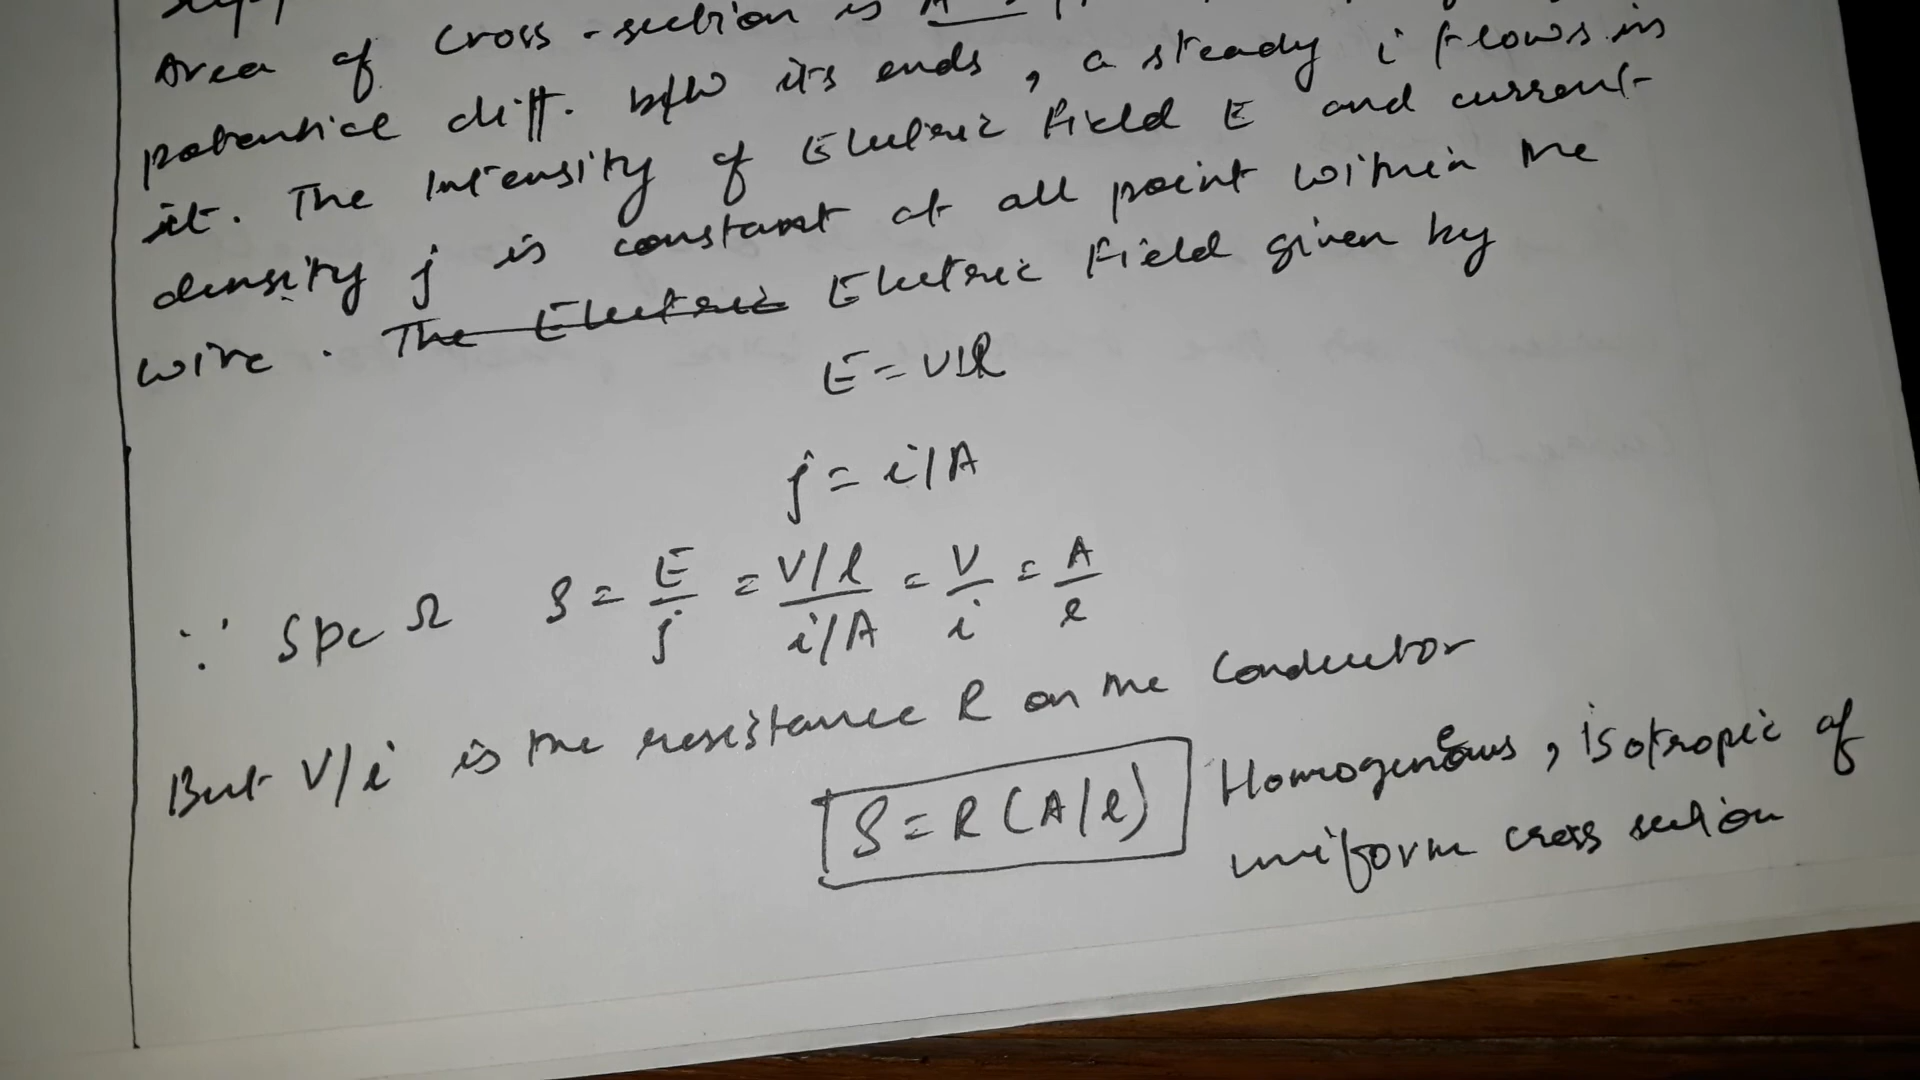 Area of cross-section is A
potential diff. b/w its ends, a steady i flows in
it. The Intensity of Electric Field E and current
density j is constant at all point within the
wire. The Electric Electric Field given by
E = V/l
j = i/A
∵ Spc Ω ρ = E/j = V/l / i/A = V/i = A/l
But V/i is the resistance R on the conductor
ρ = R (A/l) Homogeneous, isotropic of
uniform cross section